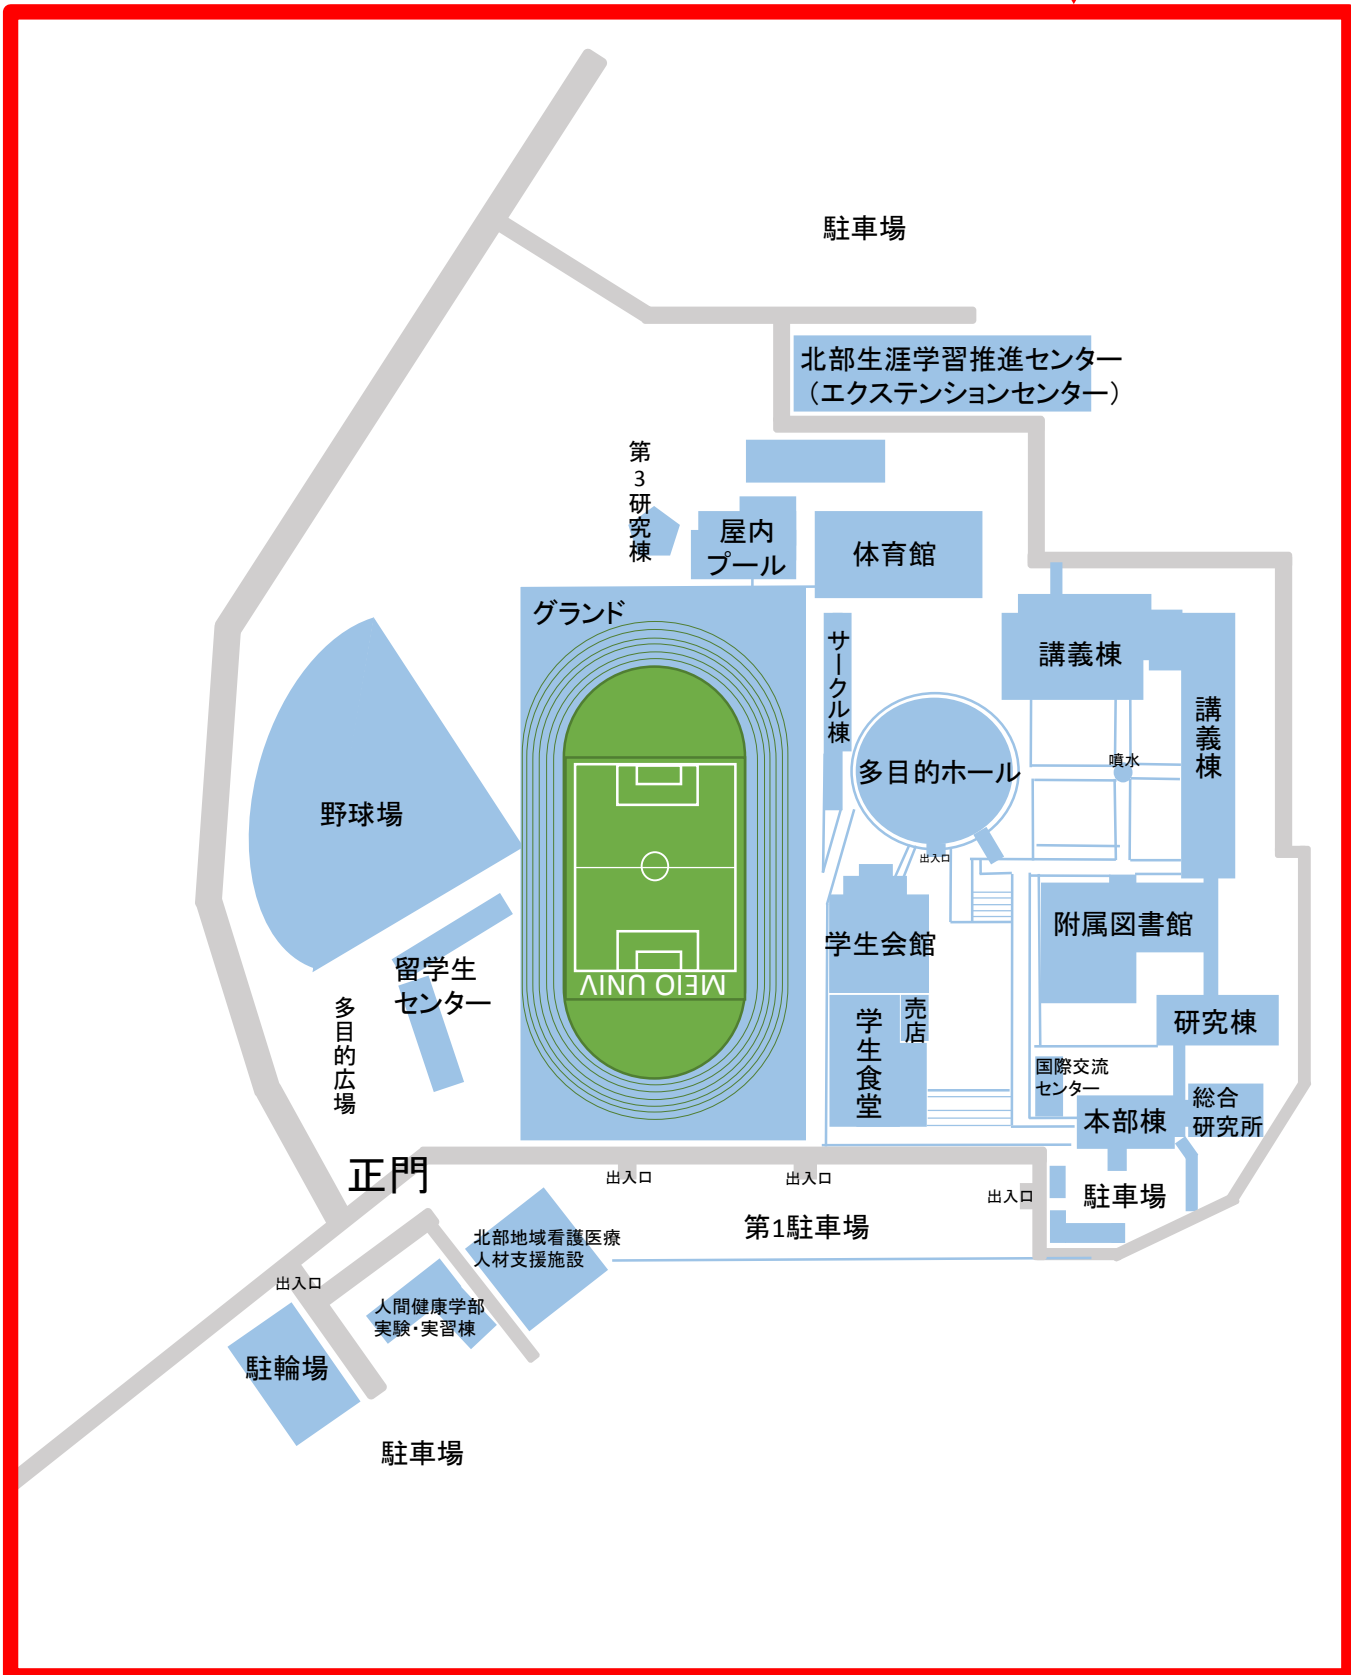 駐車場
北部生涯学習推進センター
（エクステンションセンター）
第3研究棟
屋内
プール
体育館
グランド
サークル棟
講義棟
講義棟
噴水
多目的ホール
出入口
野球場
附属図書館
学生会館
留学生
センター
MEIO UNIV
売店
多目的広場
学生食堂
研究棟
国際交流
センター
総合
研究所
本部棟
正門
出入口
出入口
出入口
駐車場
第1駐車場
北部地域看護医療
人材支援施設
出入口
人間健康学部
実験・実習棟
駐輪場
駐車場